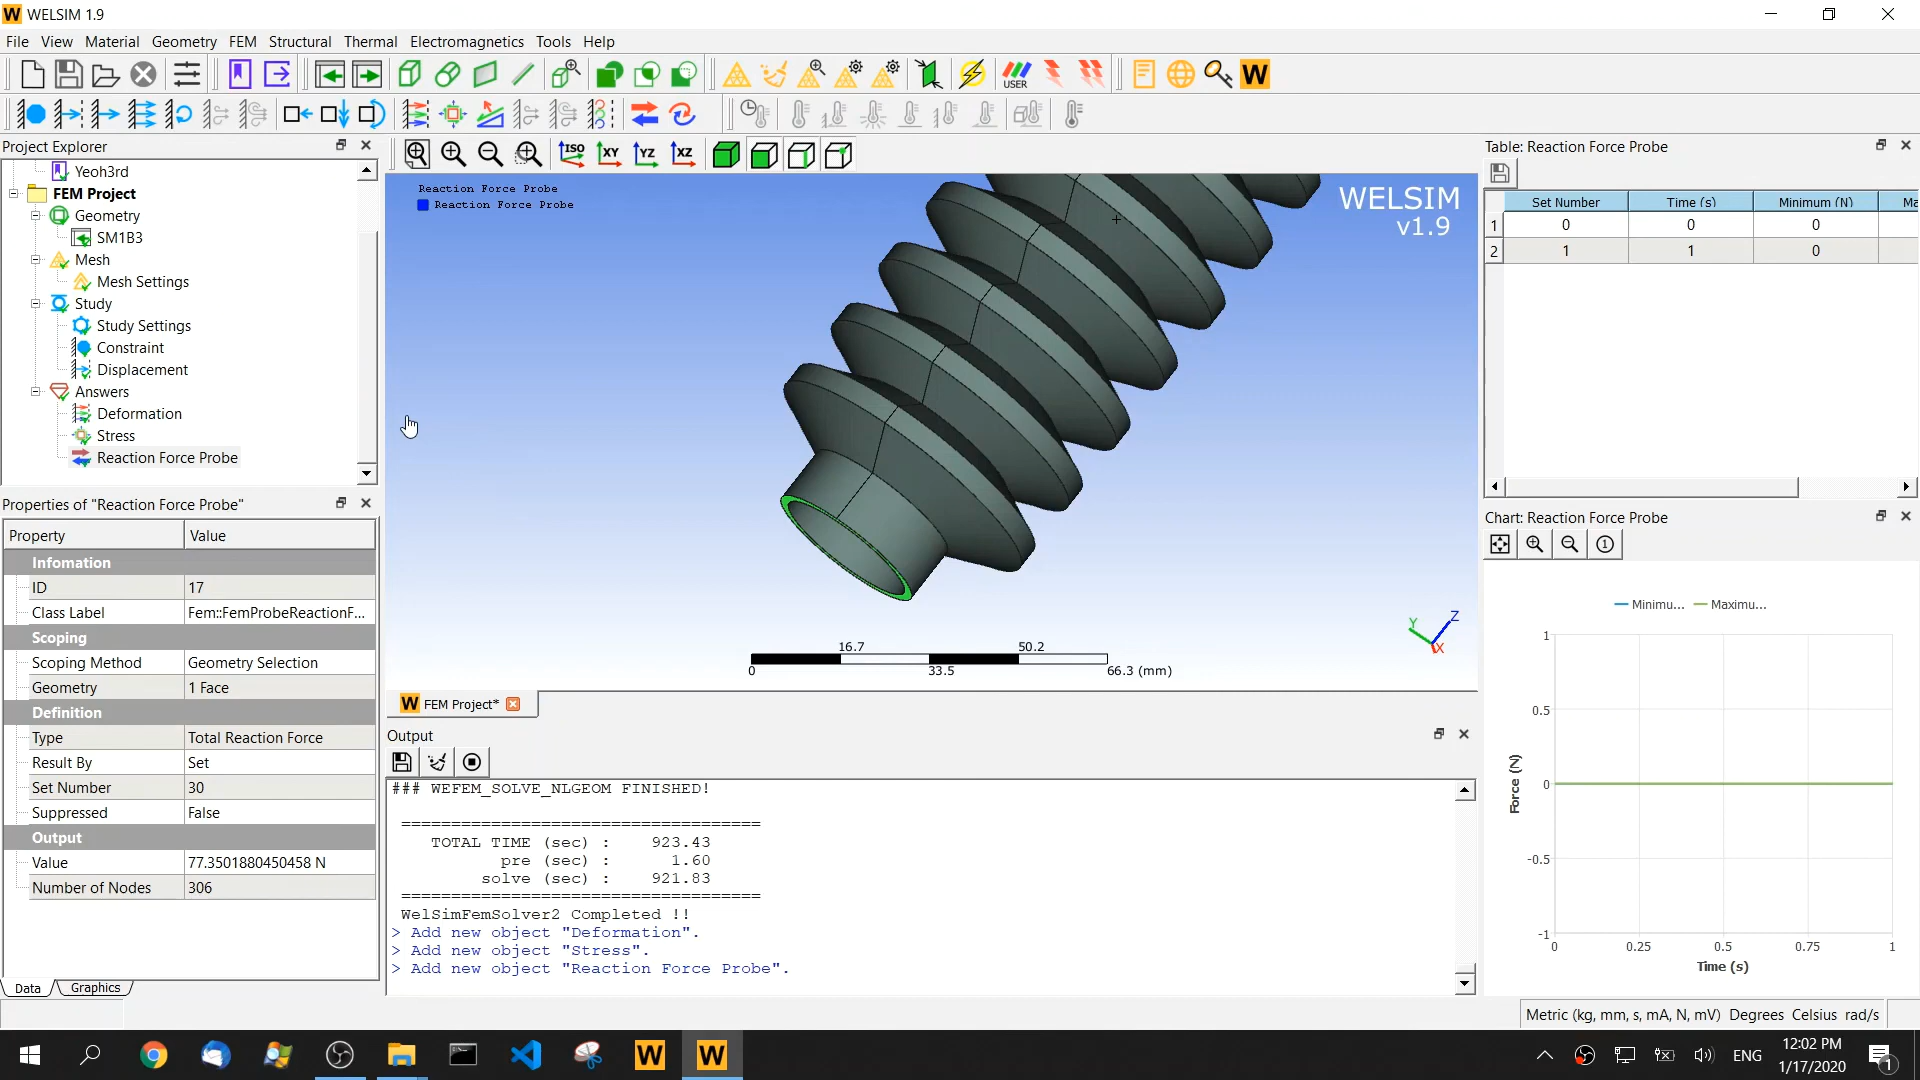 WELSIM 1.9
File View Material Geometry FEM Structural Thermal Electromagnetics Tools Help
USER
W
Project Explorer
Yeoh3rd
FEM Project
Geometry
SM1B3
Mesh
Mesh Settings
Study
Study Settings
Constraint
Displacement
Answers
Deformation
Stress
Reaction Force Probe
Properties of "Reaction Force Probe"
Property Value
Infomation
ID 17
Class Label Fem::FemProbeReactionF...
Scoping
Scoping Method Geometry Selection
Geometry 1 Face
Definition
Type Total Reaction Force
Result By Set
Set Number 30
Suppressed False
Output
Value 77.3501880450458 N
Number of Nodes 306
Data Graphics
ISO XY YZ XZ
Reaction Force Probe
Reaction Force Probe
WELSIM
v1.9
Y Z X
16.7 50.2
0 33.5 66.3 (mm)
FEM Project*
Output
### WEFEM_SOLVE_NLGEOM FINISHED!
====================================
TOTAL TIME (sec) : 923.43
pre (sec) : 1.60
solve (sec) : 921.83
====================================
WelSimFemSolver2 Completed !!
> Add new object "Deformation".
> Add new object "Stress".
> Add new object "Reaction Force Probe".
Table: Reaction Force Probe
Set Number Time (s) Minimum (N) Ma
1 0 0 0
2 1 1 0
Chart: Reaction Force Probe
Minimu... Maximu...
1
0.5
0
-0.5
-1
Force (N)
0 0.25 0.5 0.75 1
Time (s)
Metric (kg, mm, s, mA, N, mV) Degrees Celsius rad/s
ENG
12:02 PM
1/17/2020
1